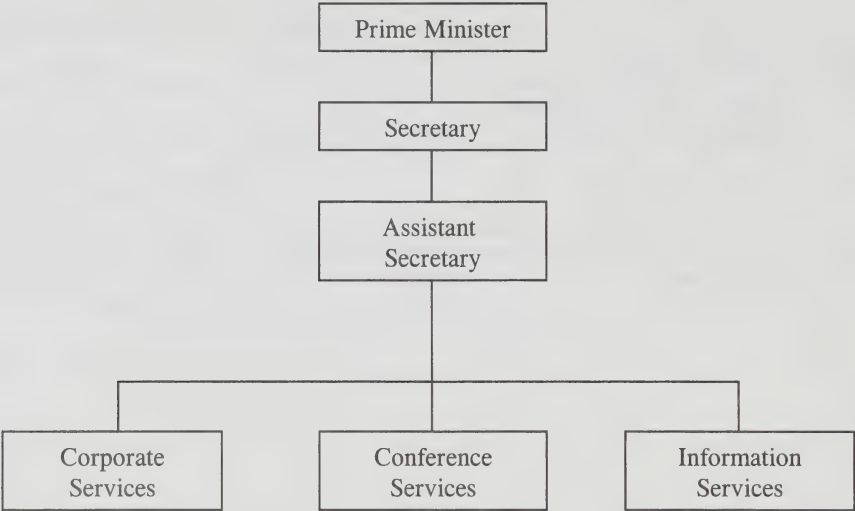 Prime Minister
Secretary
Assistant
Secretary
Corporate
Services
Conference
Services
Information
Services